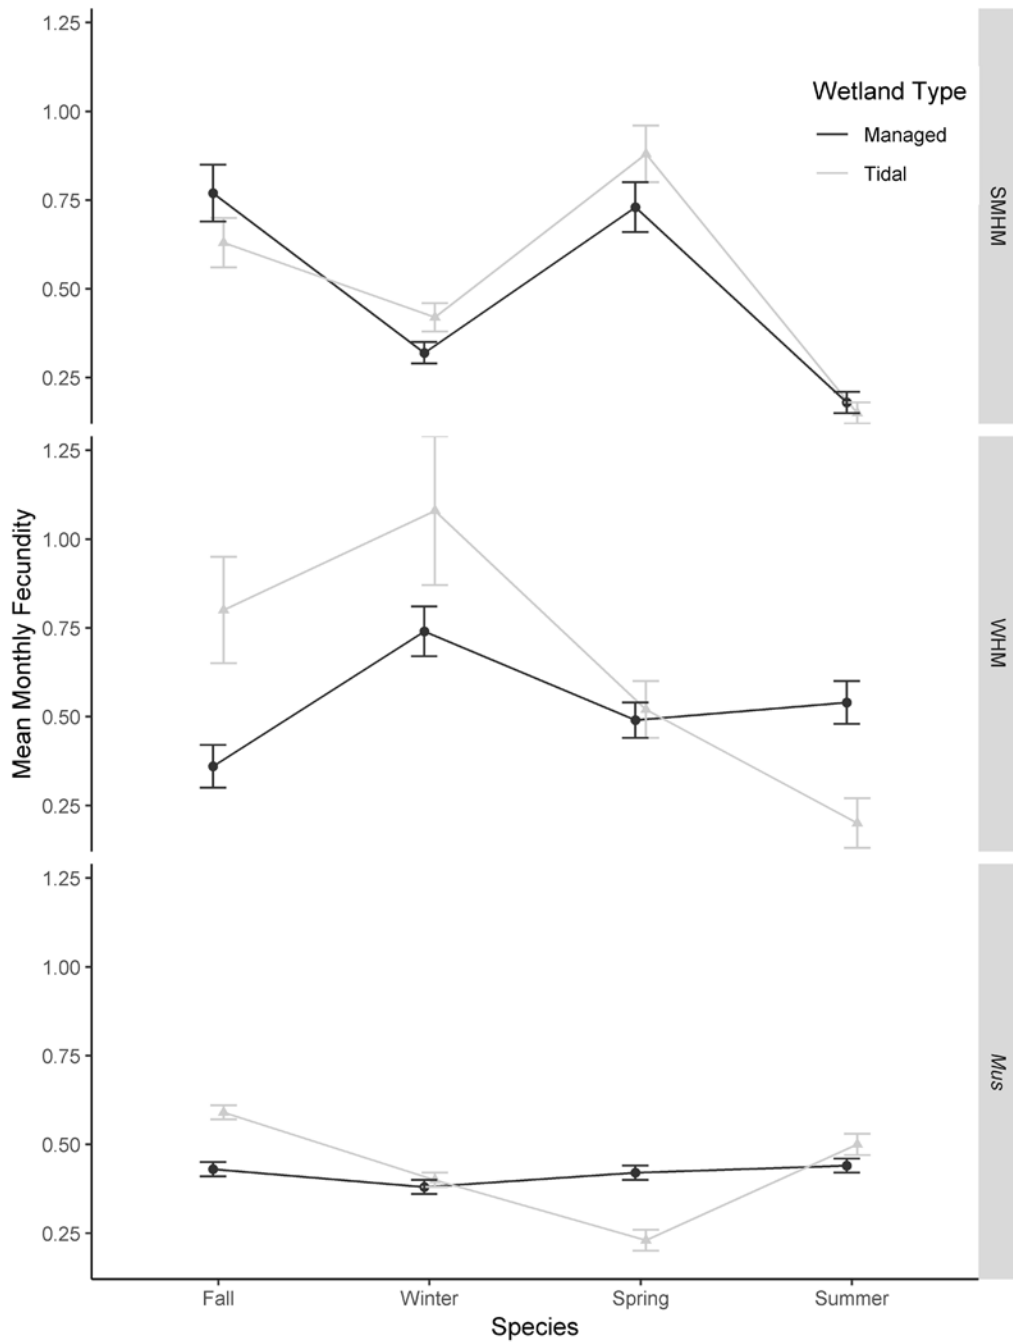 1.25
1.00
0.75
0.50
0.25
Wetland Type
Managed
Tidal
SMHM
1.25
1.00
0.75
0.50
0.25
WHM
1.25
1.00
0.75
0.50
0.25
Mus
Mean Monthly Fecundity
Fall Winter Spring Summer
Species